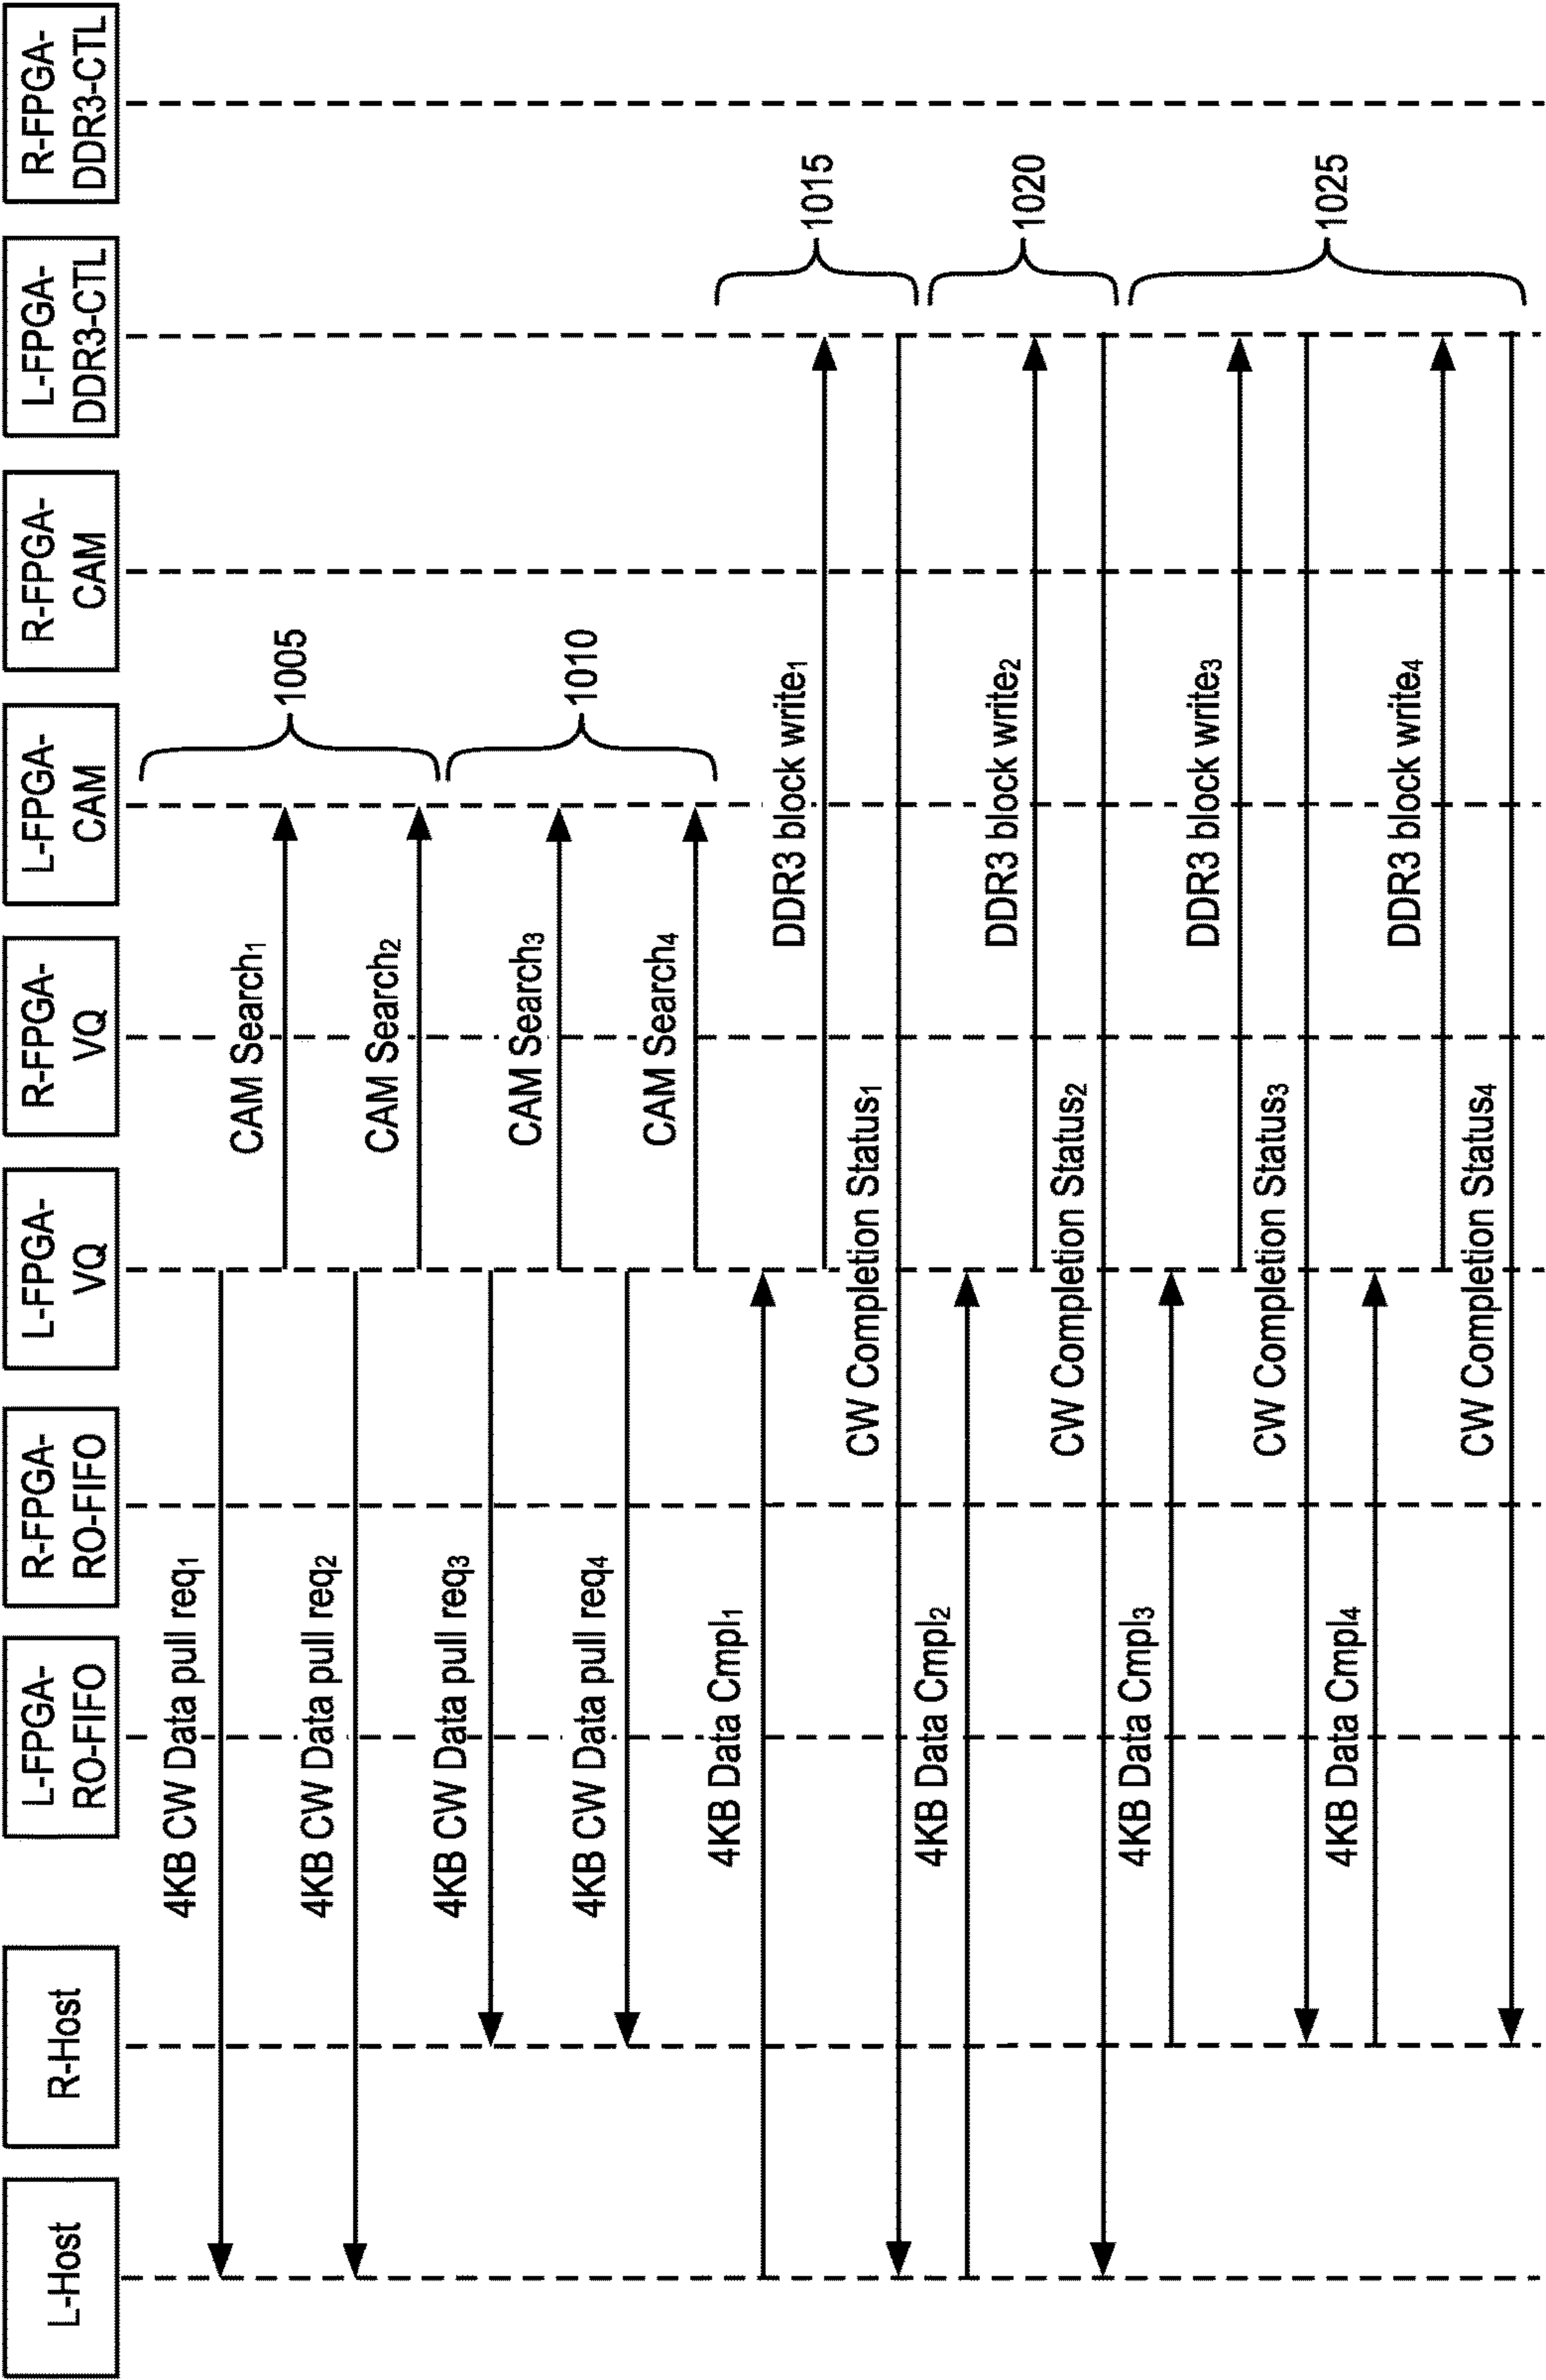 L-Host
R-Host
L-FPGA-
RO-FIFO
R-FPGA-
RO-FIFO
L-FPGA-
VQ
R-FPGA-
VQ
L-FPGA-
CAM
R-FPGA-
CAM
L-FPGA-
DDR3-CTL
R-FPGA-
DDR3-CTL
4KB CW Data pull req₁
CAM Search₁
1005
4KB CW Data pull req₂
CAM Search₂
4KB CW Data pull req₃
CAM Search₃
1010
4KB CW Data pull req₄
CAM Search₄
4KB Data Cmpl₁
DDR3 block write₁
1015
CW Completion Status₁
4KB Data Cmpl₂
DDR3 block write₂
1020
CW Completion Status₂
4KB Data Cmpl₃
DDR3 block write₃
CW Completion Status₃
1025
4KB Data Cmpl₄
DDR3 block write₄
CW Completion Status₄